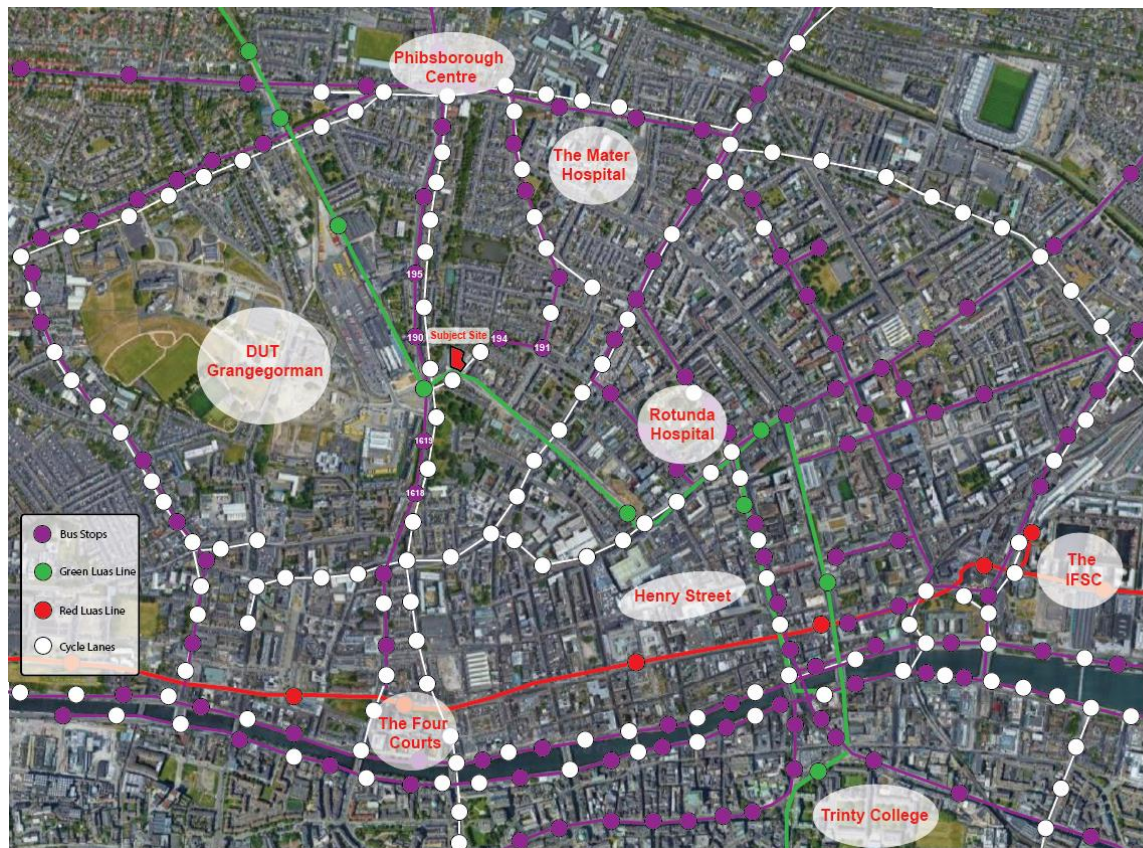 Phibsborough
Centre
The Mater
Hospital
195
190
Subject Site
194
191
DUT
Grangegorman
Rotunda
Hospital
1619
1618
Bus Stops
Green Luas Line
Red Luas Line
Cycle Lanes
The
IFSC
Henry Street
The Four
Courts
Trinty College